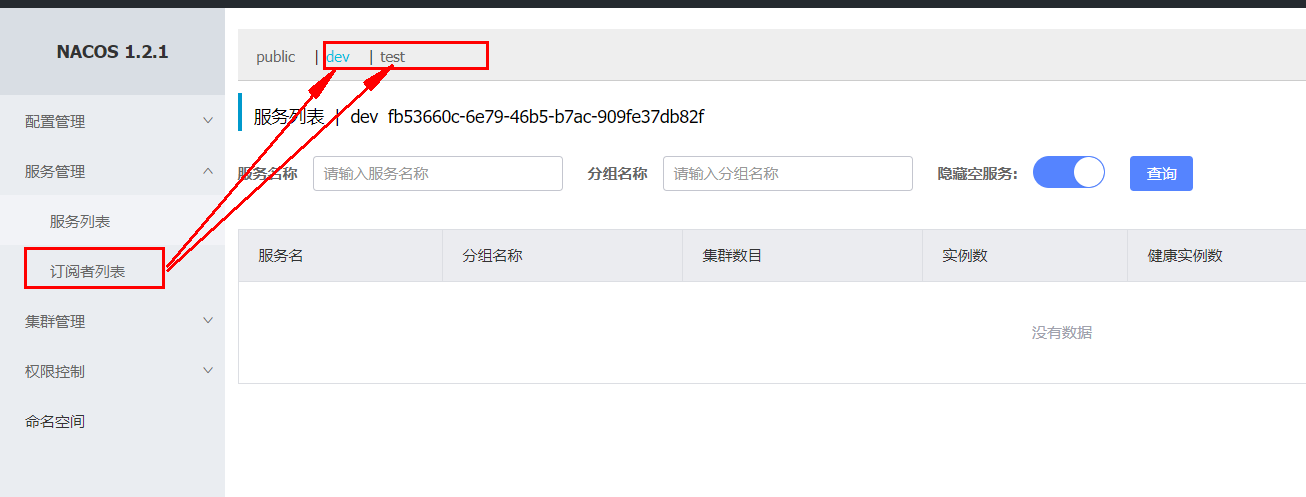 NACOS 1.2.1
public | dev | test
配置管理
服务列表 | dev fb53660c-6e79-46b5-b7ac-909fe37db82f
服务管理
服务名称 请输入服务名称 分组名称 请输入分组名称 隐藏空服务: 查询
服务列表
订阅者列表
服务名 分组名称 集群数目 实例数 健康实例数
集群管理
没有数据
权限控制
命名空间